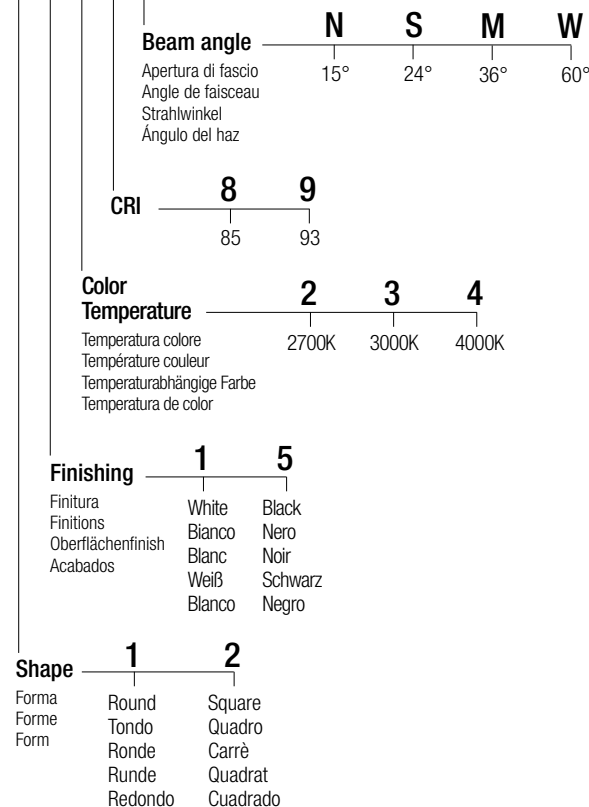 Beam angle N S M W
Apertura di fascio 15° 24° 36° 60°
Angle de faisceau
Strahlwinkel
Ángulo del haz
CRI 8 9
85 93
Color
Temperature 2 3 4
Temperatura colore 2700K 3000K 4000K
Température couleur
Temperaturabhängige Farbe
Temperatura de color
Finishing 1 5
Finitura White Black
Finitions Bianco Nero
Oberflächenfinish Blanc Noir
Acabados Weiß Schwarz
Blanco Negro
Shape 1 2
Forma Round Square
Forme Tondo Quadro
Form Ronde Carrè
Runde Quadrat
Redondo Cuadrado